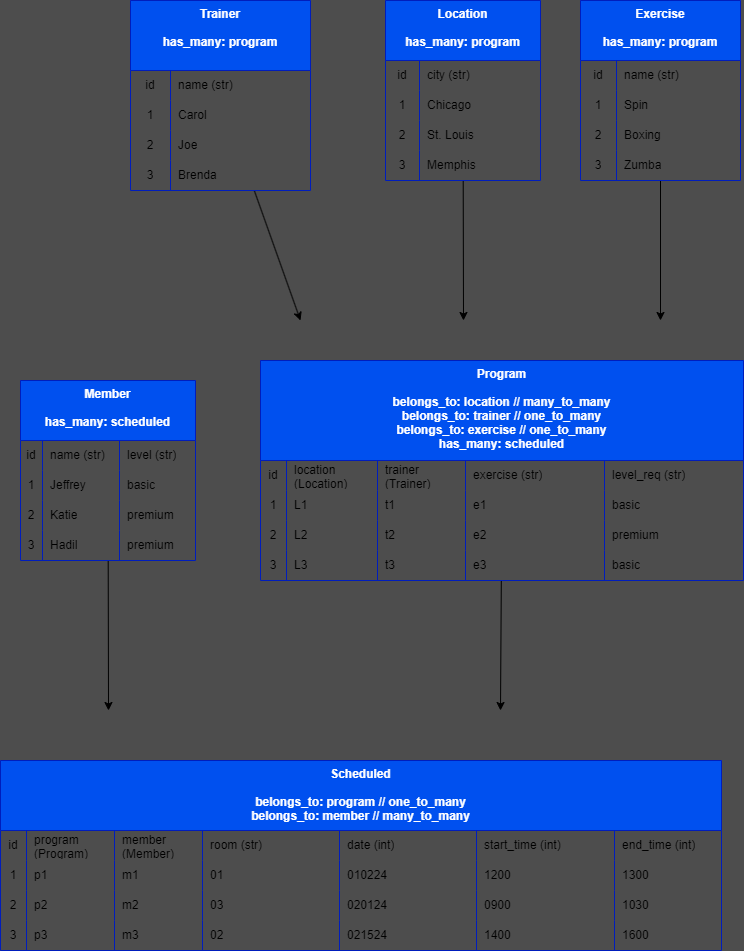 Trainer
has_many: program
id name (str)
1 Carol
2 Joe
3 Brenda
Location
has_many: program
id city (str)
1 Chicago
2 St. Louis
3 Memphis
Exercise
has_many: program
id name (str)
1 Spin
2 Boxing
3 Zumba
Member
has_many: scheduled
id name (str) level (str)
1 Jeffrey basic
2 Katie premium
3 Hadil premium
Program
belongs_to: location // many_to_many
belongs_to: trainer // one_to_many
belongs_to: exercise // one_to_many
has_many: scheduled
id location (Location) trainer (Trainer) exercise (str) level_req (str)
1 L1 t1 e1 basic
2 L2 t2 e2 premium
3 L3 t3 e3 basic
Scheduled
belongs_to: program // one_to_many
belongs_to: member // many_to_many
id program (Program) member (Member) room (str) date (int) start_time (int) end_time (int)
1 p1 m1 01 010224 1200 1300
2 p2 m2 03 020124 0900 1030
3 p3 m3 02 021524 1400 1600